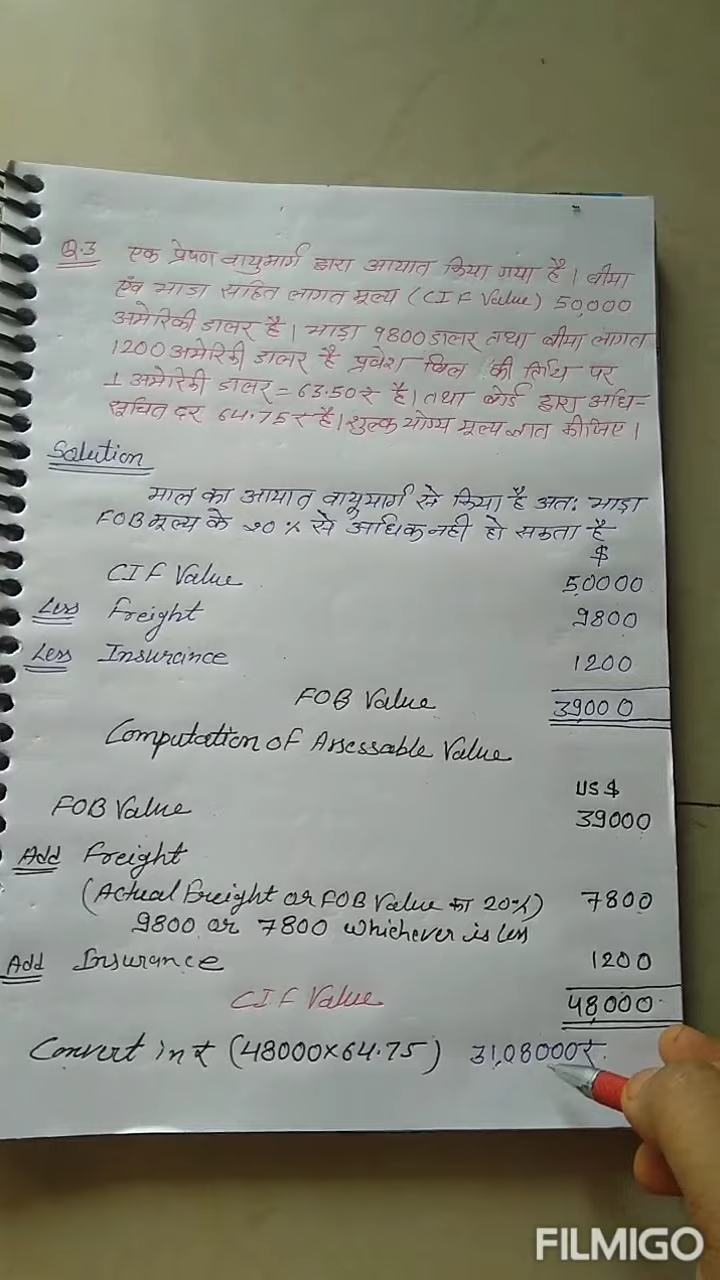 Q.3 एक प्रेषण वायुमार्ग द्वारा आयात किया गया है। बीमा
एंव भाडा सहित लागत मूल्य (CIF Value) 50,000
अमेरिकी डालर है। भाड़ा 9800 डालर तथा बीमा लागत
1200 अमेरिकी डालर है प्रवेश बिल की तिथि पर
1 अमेरिकी डालर = 63.50₹ है। तथा बोर्ड द्वारा अधि-
सूचित दर 64.75₹ है। शुल्क योग्य मूल्य ज्ञात कीजिए।
Solution
माल का आयात वायुमार्ग से किया है अतः भाड़ा
FOB मूल्य के 20% से अधिक नही हो सकता है
$
CIF Value 50000
Less Freight 9800
Less Insurance 1200
FOB Value 39000
Computation of Assessable Value
US $
FOB Value 39000
Add Freight
(Actual Freight or FOB Value का 20%) 7800
9800 or 7800 whichever is less
Add Insurance 1200
CIF Value 48,000
Convert in ₹ (48000×64.75) 31,08000₹
FILMIGO